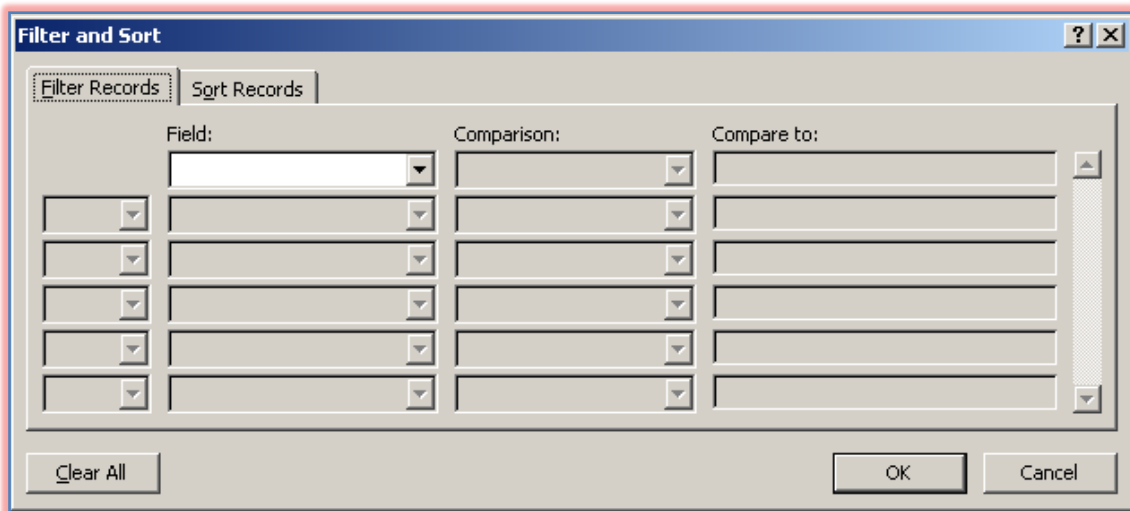 Filter and Sort
Filter Records Sort Records
Field: Comparison: Compare to:
Clear All OK Cancel